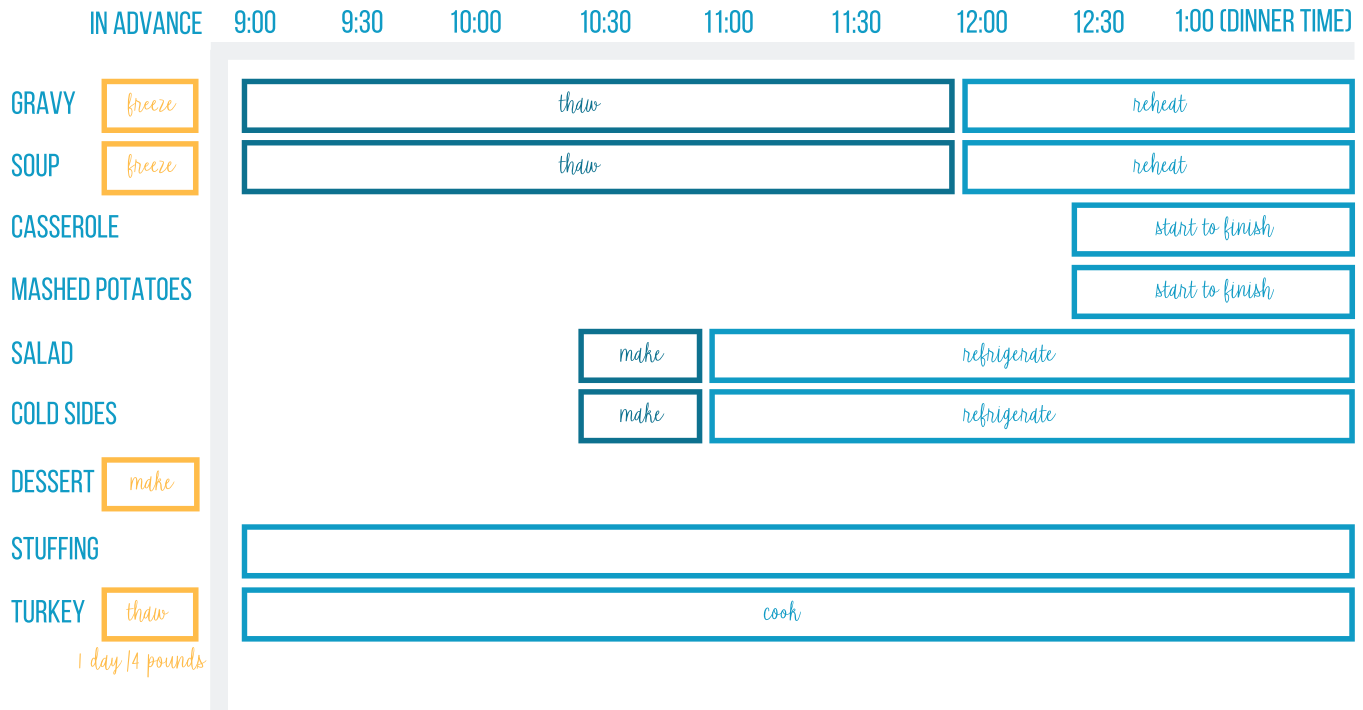 IN ADVANCE 9:00 9:30 10:00 10:30 11:00 11:30 12:00 12:30 1:00 (DINNER TIME)
GRAVY freeze thaw reheat
SOUP freeze thaw reheat
CASSEROLE start to finish
MASHED POTATOES start to finish
SALAD make refrigerate
COLD SIDES make refrigerate
DESSERT make
STUFFING
TURKEY thaw cook
1 day /4 pounds